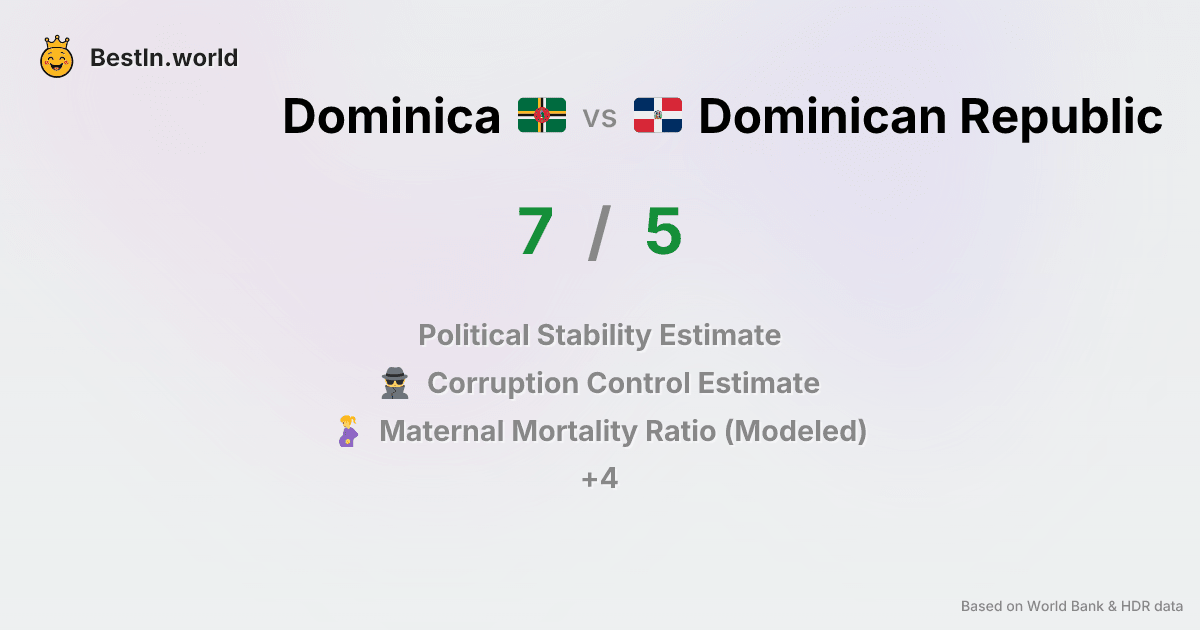 BestIn.world
Dominica vs Dominican Republic
7 / 5
Political Stability Estimate
Corruption Control Estimate
Maternal Mortality Ratio (Modeled)
+4
Based on World Bank & HDR data